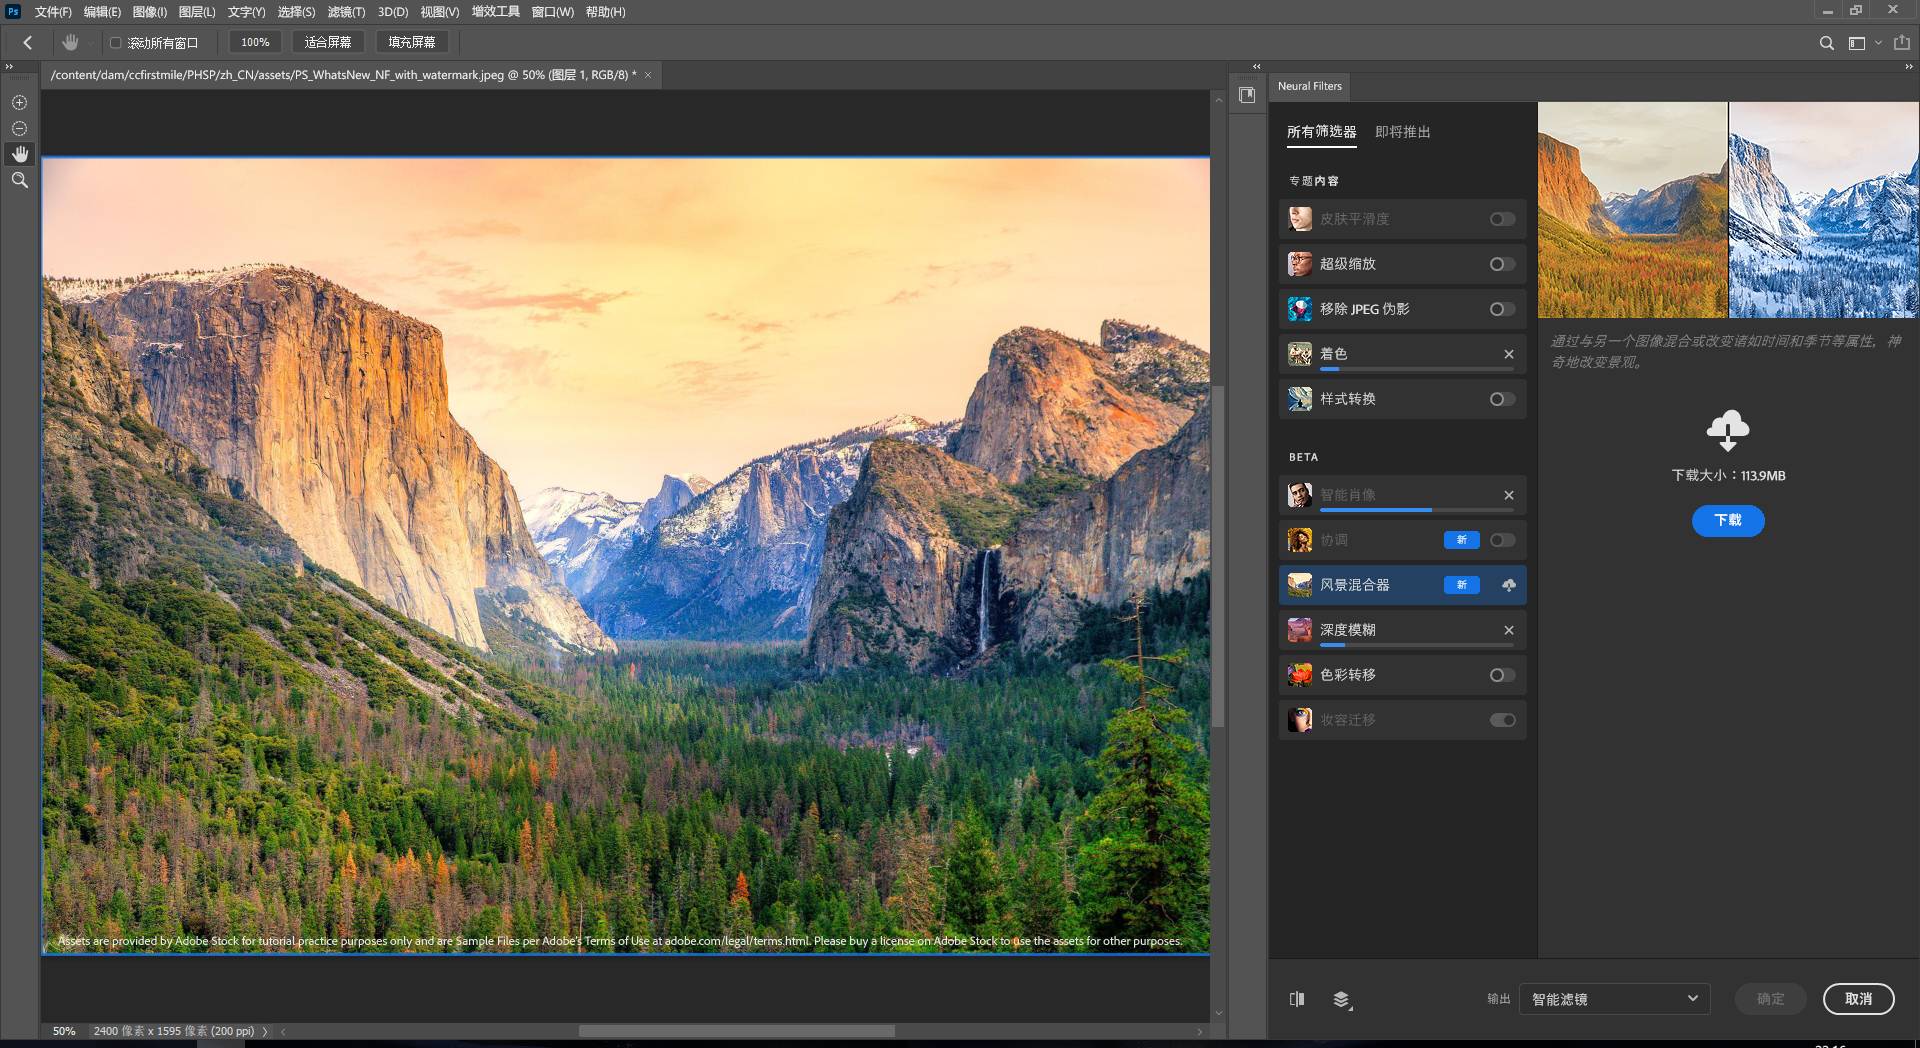 Ps 文件(F) 编辑(E) 图像(I) 图层(L) 文字(Y) 选择(S) 滤镜(T) 3D(D) 视图(V) 增效工具 窗口(W) 帮助(H)
滚动所有窗口 100% 适合屏幕 填充屏幕
/content/dam/ccfirstmile/PHSP/zh_CN/assets/PS_WhatsNew_NF_with_watermark.jpeg @ 50% (图层 1, RGB/8) *
Assets are provided by Adobe Stock for tutorial practice purposes only and are Sample Files per Adobe's Terms of Use at adobe.com/legal/terms.html. Please buy a license on Adobe Stock to use the assets for other purposes.
50% 2400 像素 x 1595 像素 (200 ppi)
Neural Filters
所有筛选器 即将推出
专题内容
皮肤平滑度
超级缩放
移除 JPEG 伪影
着色
样式转换
BETA
智能肖像
协调 新
风景混合器 新
深度模糊
色彩转移
妆容迁移
通过与另一个图像混合或改变诸如时间和季节等属性，神
奇地改变景观。
下载大小：113.9MB
下载
输出 智能滤镜 确定 取消